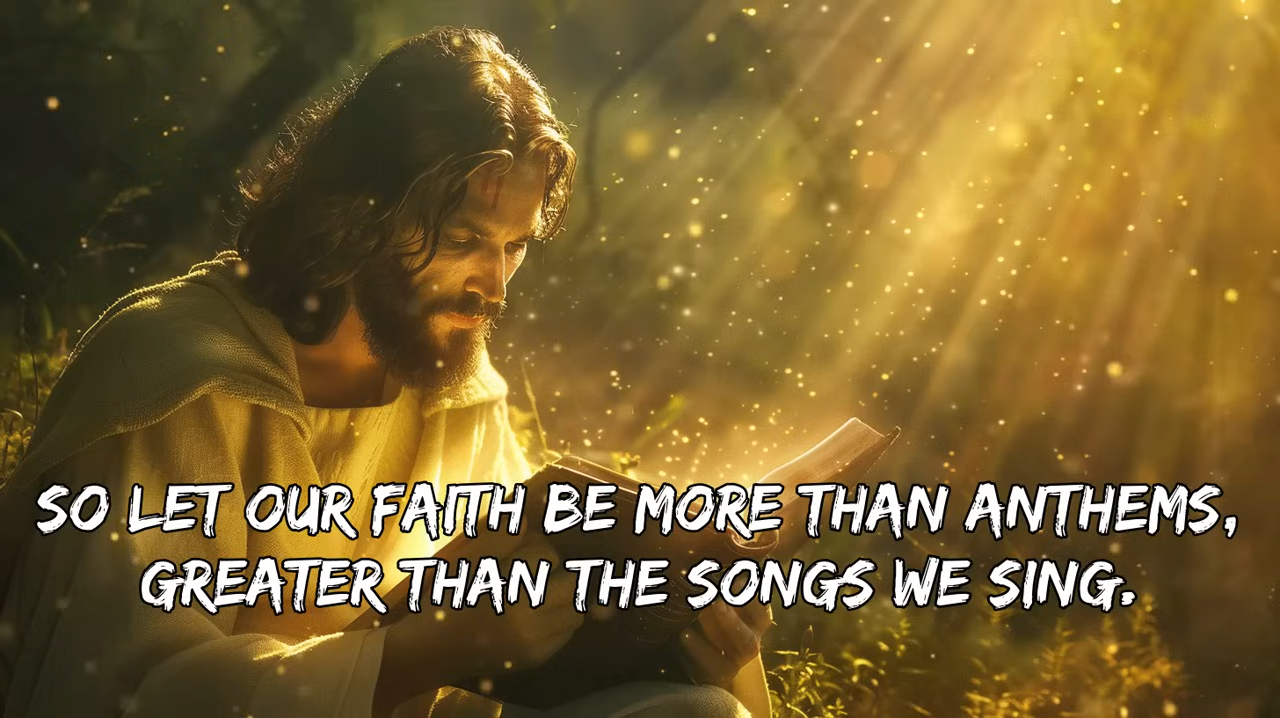 SO LET OUR FAITH BE MORE THAN ANTHEMS,
GREATER THAN THE SONGS WE SING.